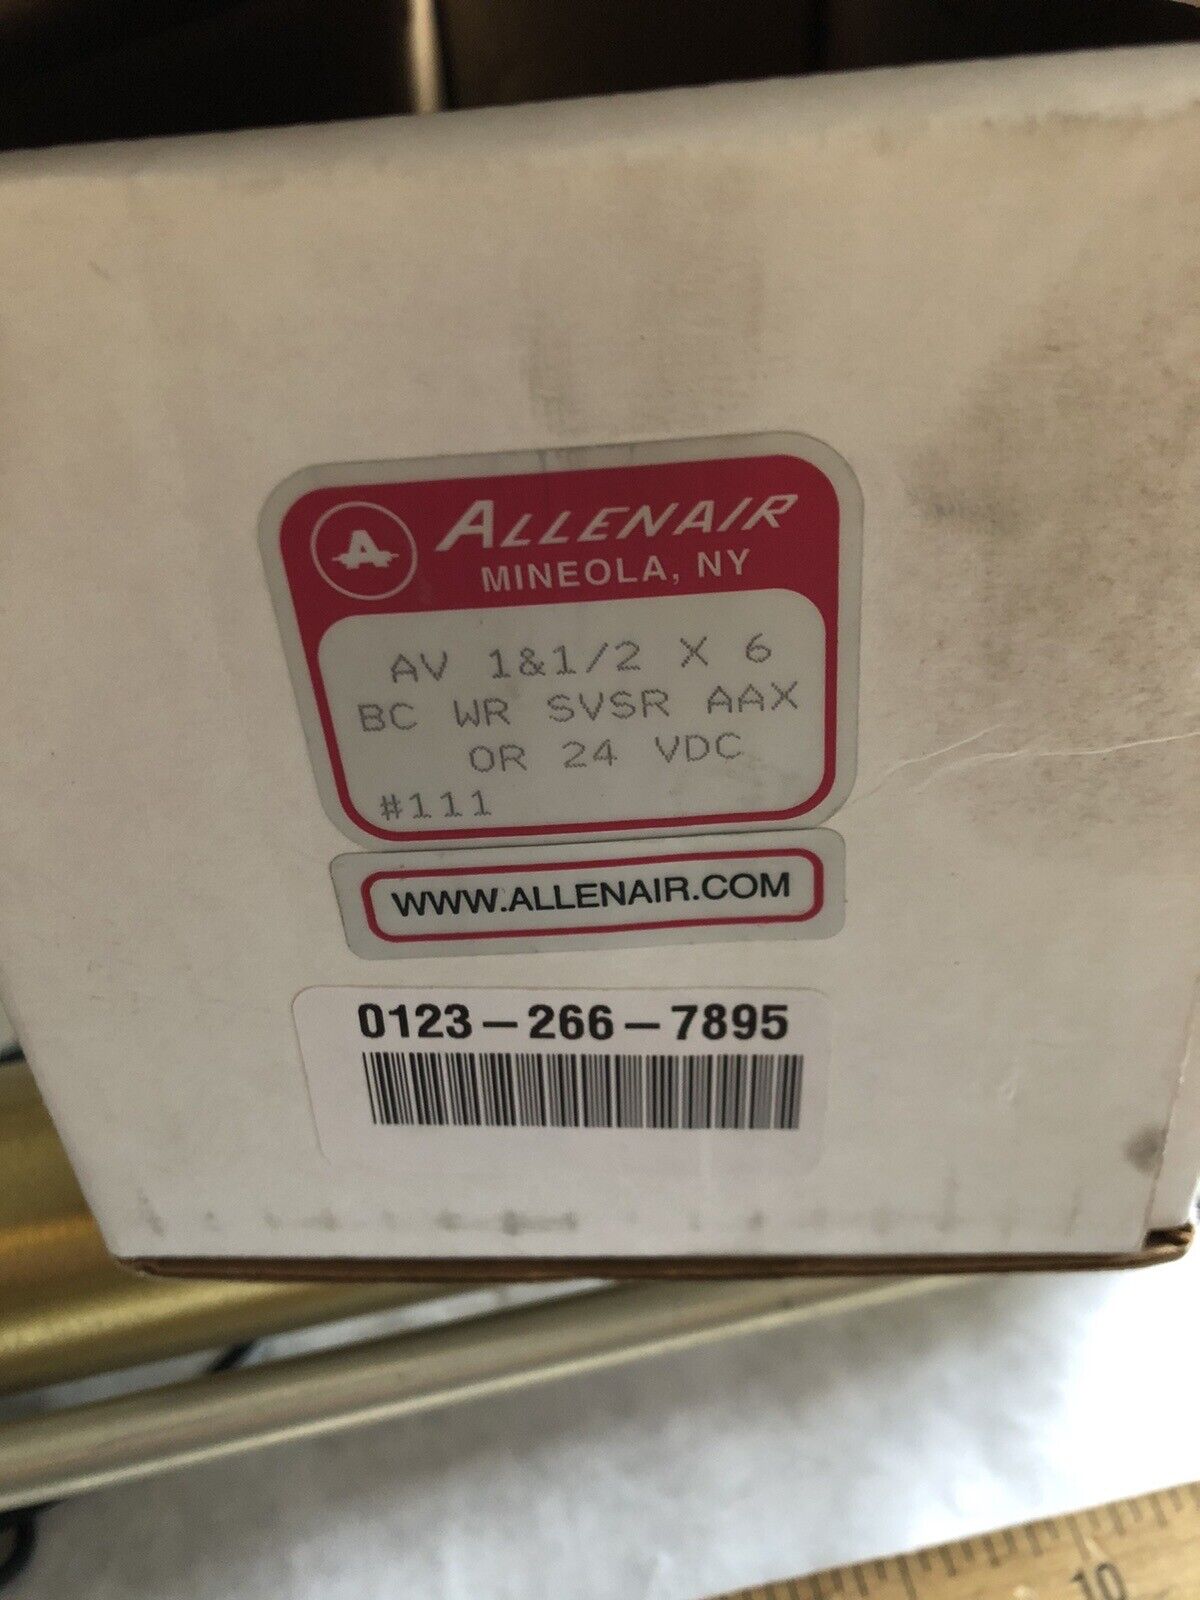 A ALLENAIR
MINEOLA, NY
AV 1&1/2 X 6
BC WR SVSR AAX
OR 24 VDC
#111
WWW.ALLENAIR.COM
0123-266-7895
10